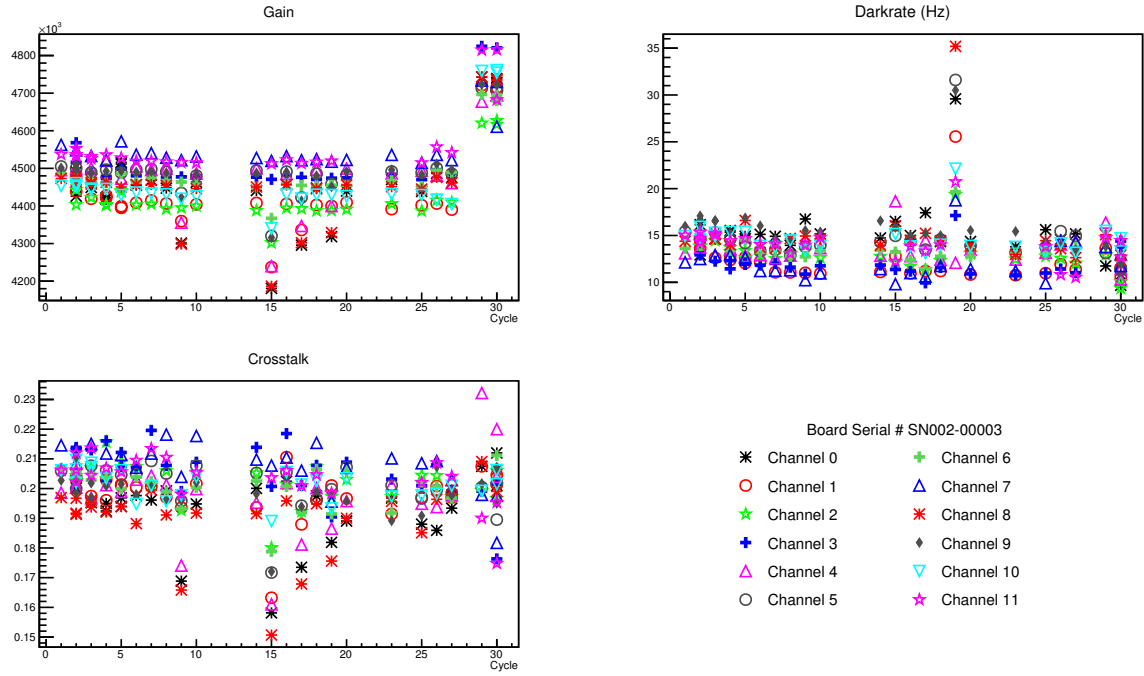 Gain
×10³
4800
4700
4600
4500
4400
4300
4200
0 5 10 15 20 25 30
Cycle
Darkrate (Hz)
35
30
25
20
15
10
0 5 10 15 20 25 30
Cycle
Crosstalk
0.23
0.22
0.21
0.2
0.19
0.18
0.17
0.16
0.15
0 5 10 15 20 25 30
Cycle
Board Serial # SN002-00003
Channel 0 Channel 6
Channel 1 Channel 7
Channel 2 Channel 8
Channel 3 Channel 9
Channel 4 Channel 10
Channel 5 Channel 11